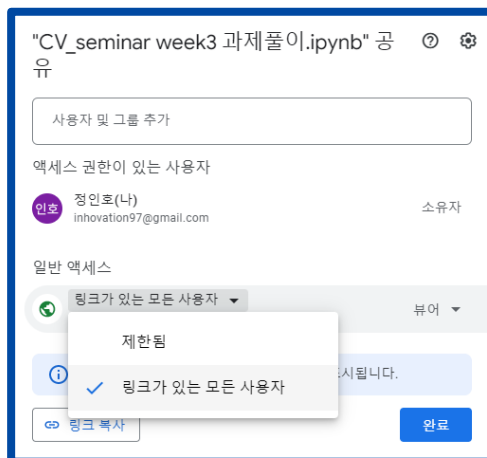 "CV_seminar week3 과제풀이.ipynb" 공
유
사용자 및 그룹 추가
액세스 권한이 있는 사용자
인호
정인호(나)
inhovation97@gmail.com
소유자
일반 액세스
링크가 있는 모든 사용자
뷰어
제한됨
링크가 있는 모든 사용자
시됩니다.
링크 복사
완료